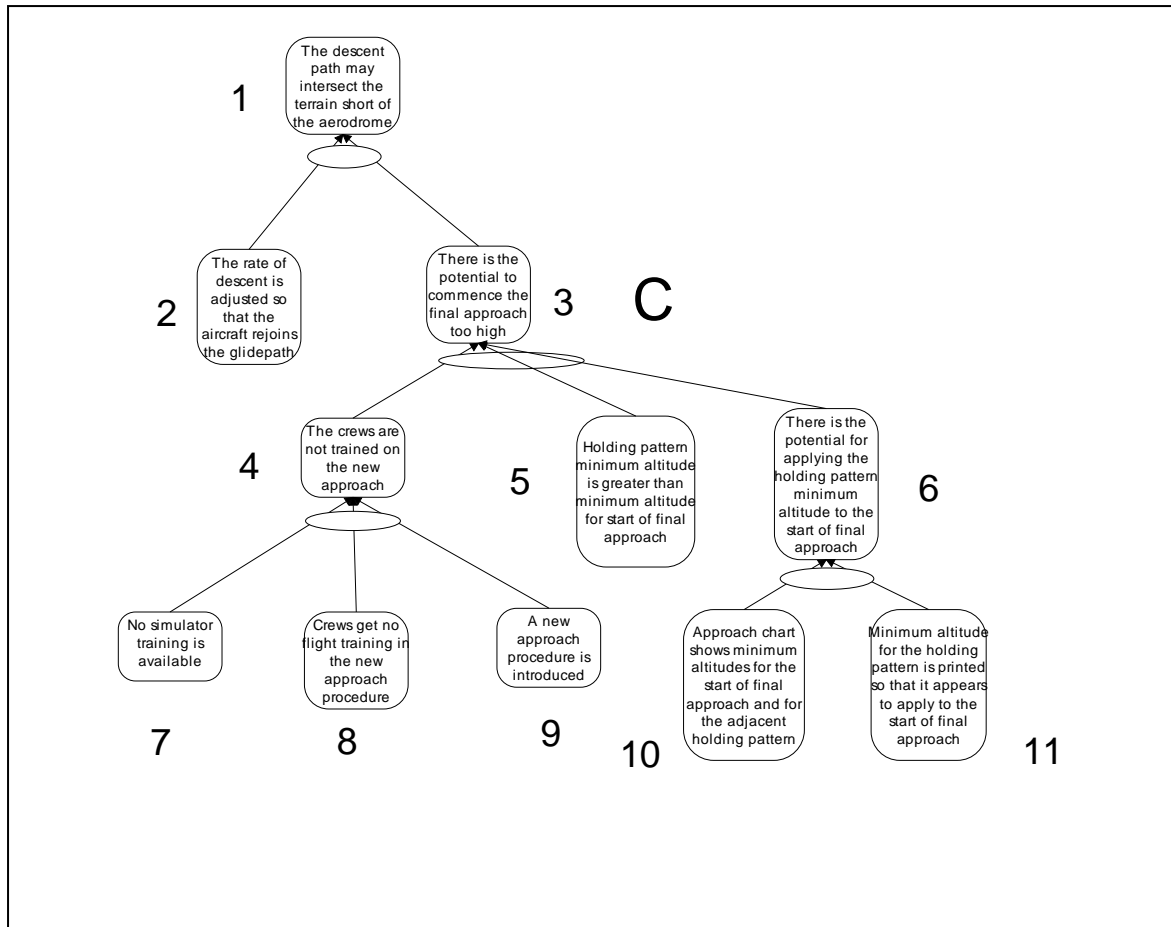 The descent
path may
intersect the
terrain short of
the aerodrome
1
The rate of
descent is
adjusted so
that the
aircraft rejoins
the glidepath
2
There is the
potential to
commence the
final approach
too high
3
C
The crews are
not trained on
the new
approach
4
Holding pattern
minimum altitude
is greater than
minimum altitude
for start of final
approach
5
There is the
potential for
applying the
holding pattern
minimum
altitude to the
start of final
approach
6
No simulator
training is
available
7
Crews get no
flight training in
the new
approach
procedure
8
A new
approach
procedure is
introduced
9
Approach chart
shows minimum
altitudes for the
start of final
approach and for
the adjacent
holding pattern
10
Minimum altitude
for the holding
pattern is printed
so that it appears
to apply to the
start of final
approach
11